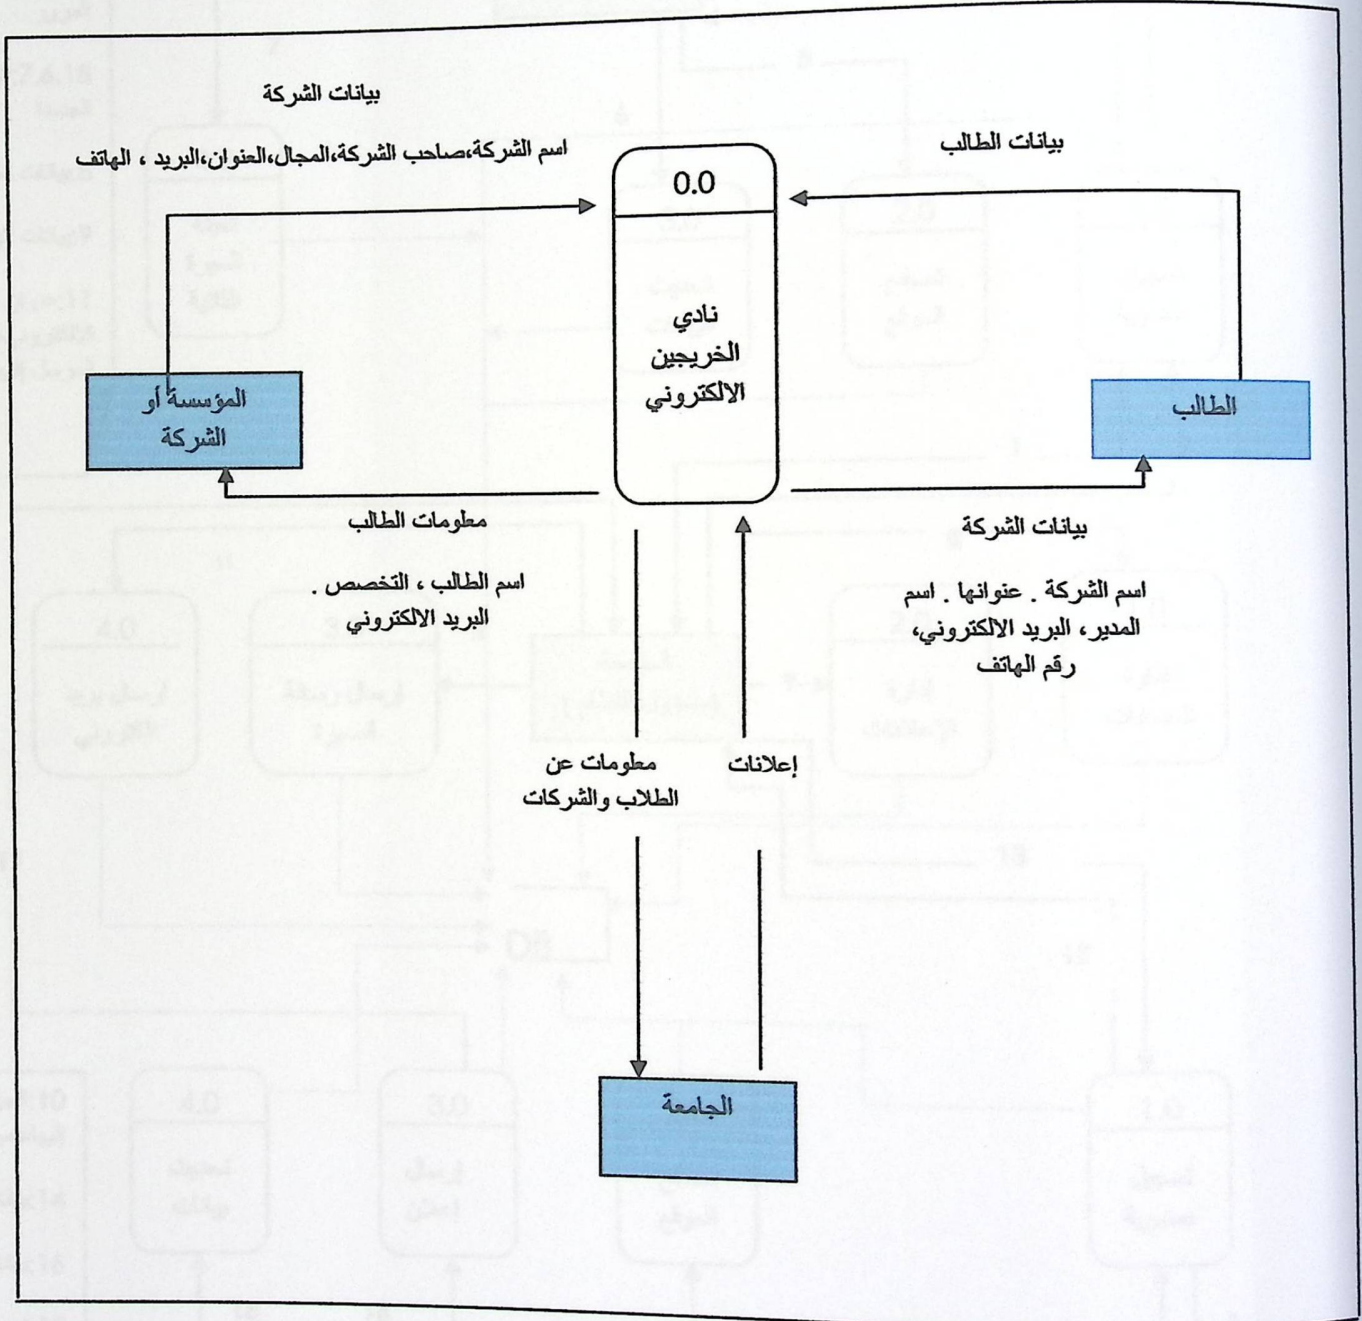 بيانات الشركة
اسم الشركة،صاحب الشركة،المجال،العنوان،البريد ، الهاتف
بيانات الطالب
0.0
نادي
الخريجين
الالكتروني
المؤسسة أو
الشركة
الطالب
معلومات الطالب
اسم الطالب ، التخصص .
البريد الالكتروني
بيانات الشركة
اسم الشركة . عنوانها . اسم
المدير، البريد الالكتروني،
رقم الهاتف
معلومات عن
الطلاب والشركات
إعلانات
الجامعة